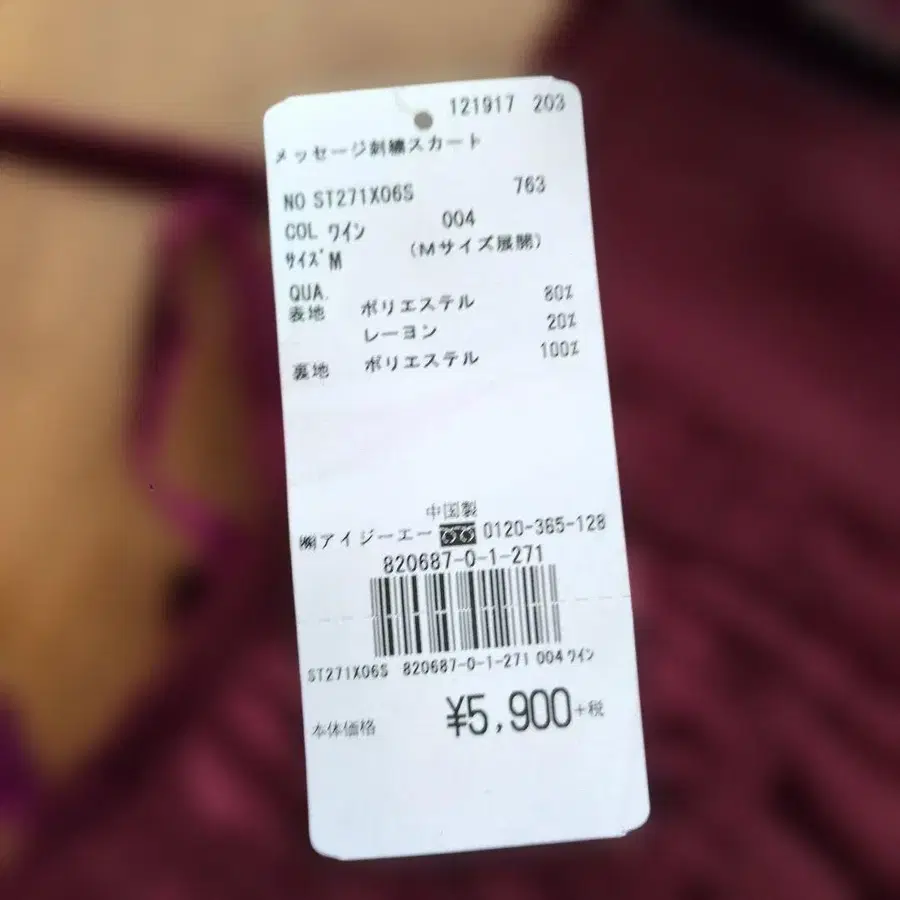 121917 203
メッセージ刺繍スカート
NO ST271X06S 763
COL ワイン 004
サイズ M (Mサイズ展開)
QUA.
表地 ポリエステル 80%
レーヨン 20%
裏地 ポリエステル 100%
中国製
㈱アイジーエー 0120-365-128
820687-0-1-271
ST271X06S 820687-0-1-271 004 ワイン
本体価格 ¥5,900+税